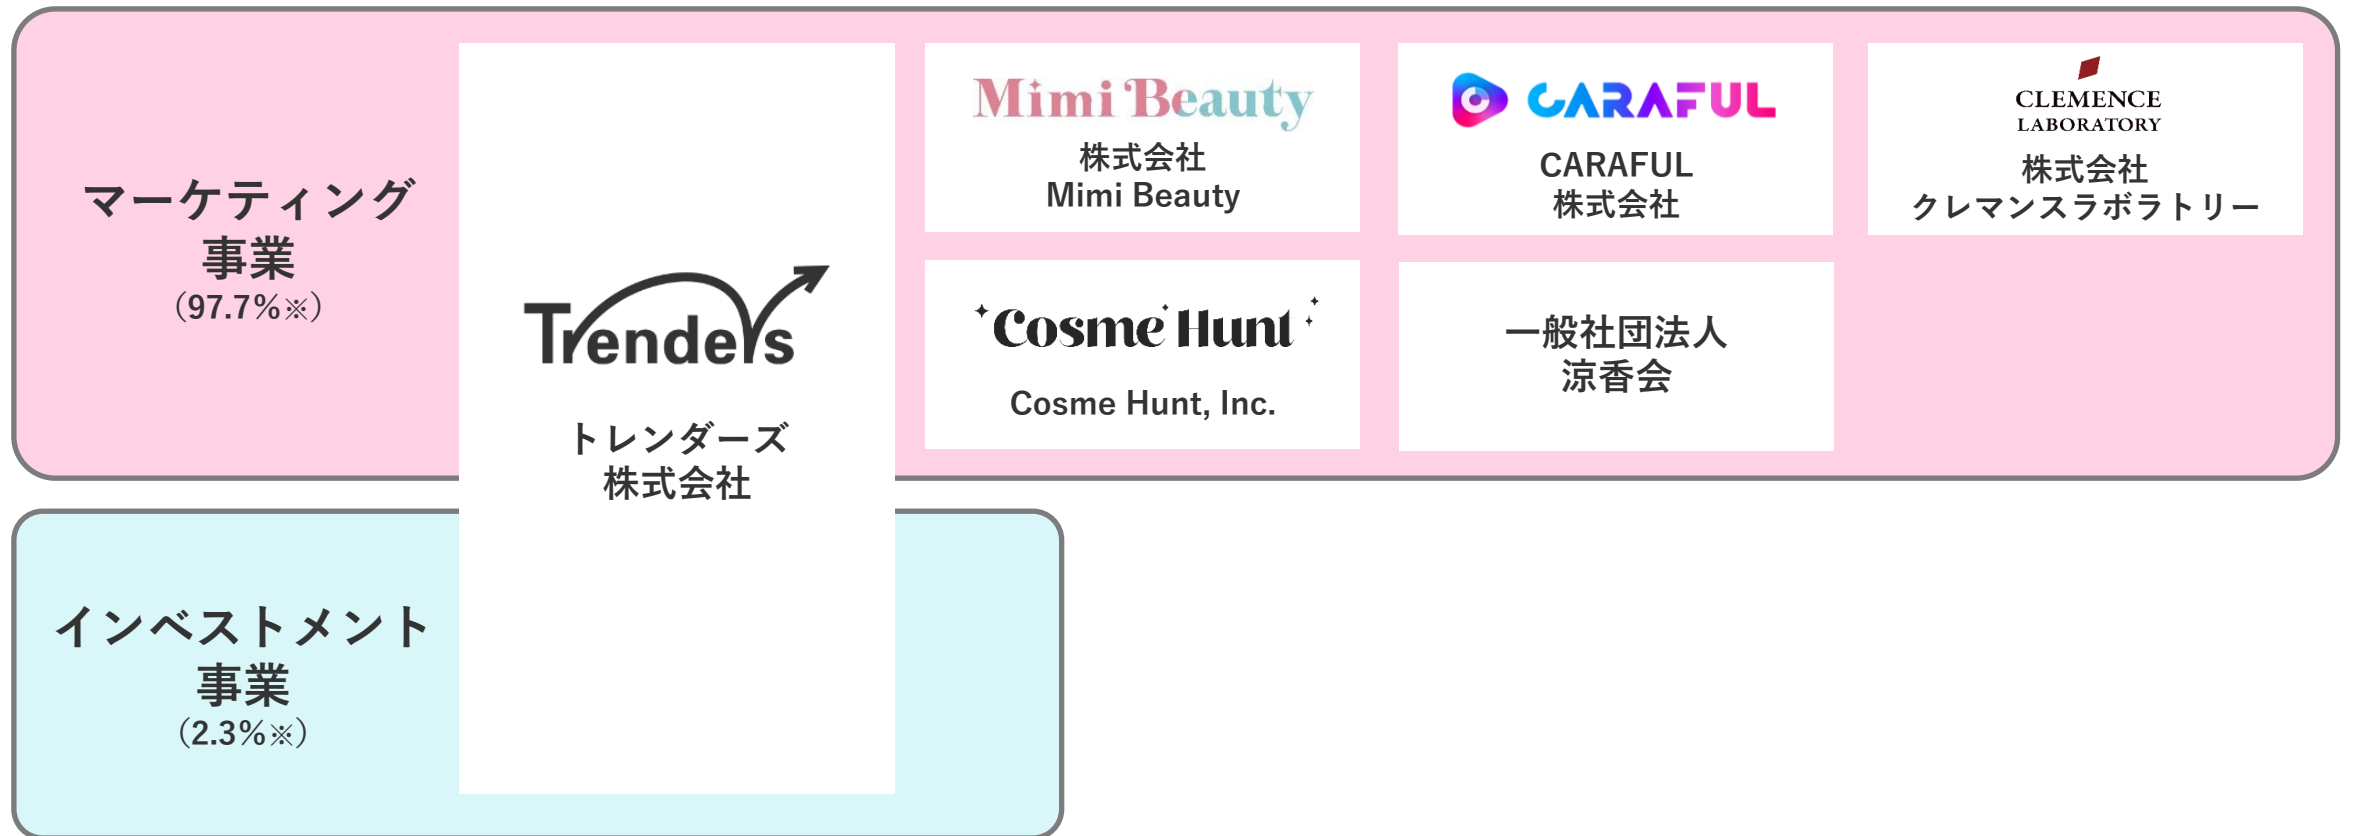 マーケティング
事業
（97.7%※）
Trenders
トレンダーズ
株式会社
Mimi Beauty
株式会社
Mimi Beauty
CARAFUL
CARAFUL
株式会社
CLEMENCE
LABORATORY
株式会社
クレマンスラボラトリー
Cosme Hunt
Cosme Hunt, Inc.
一般社団法人
涼香会
インベストメント
事業
（2.3%※）